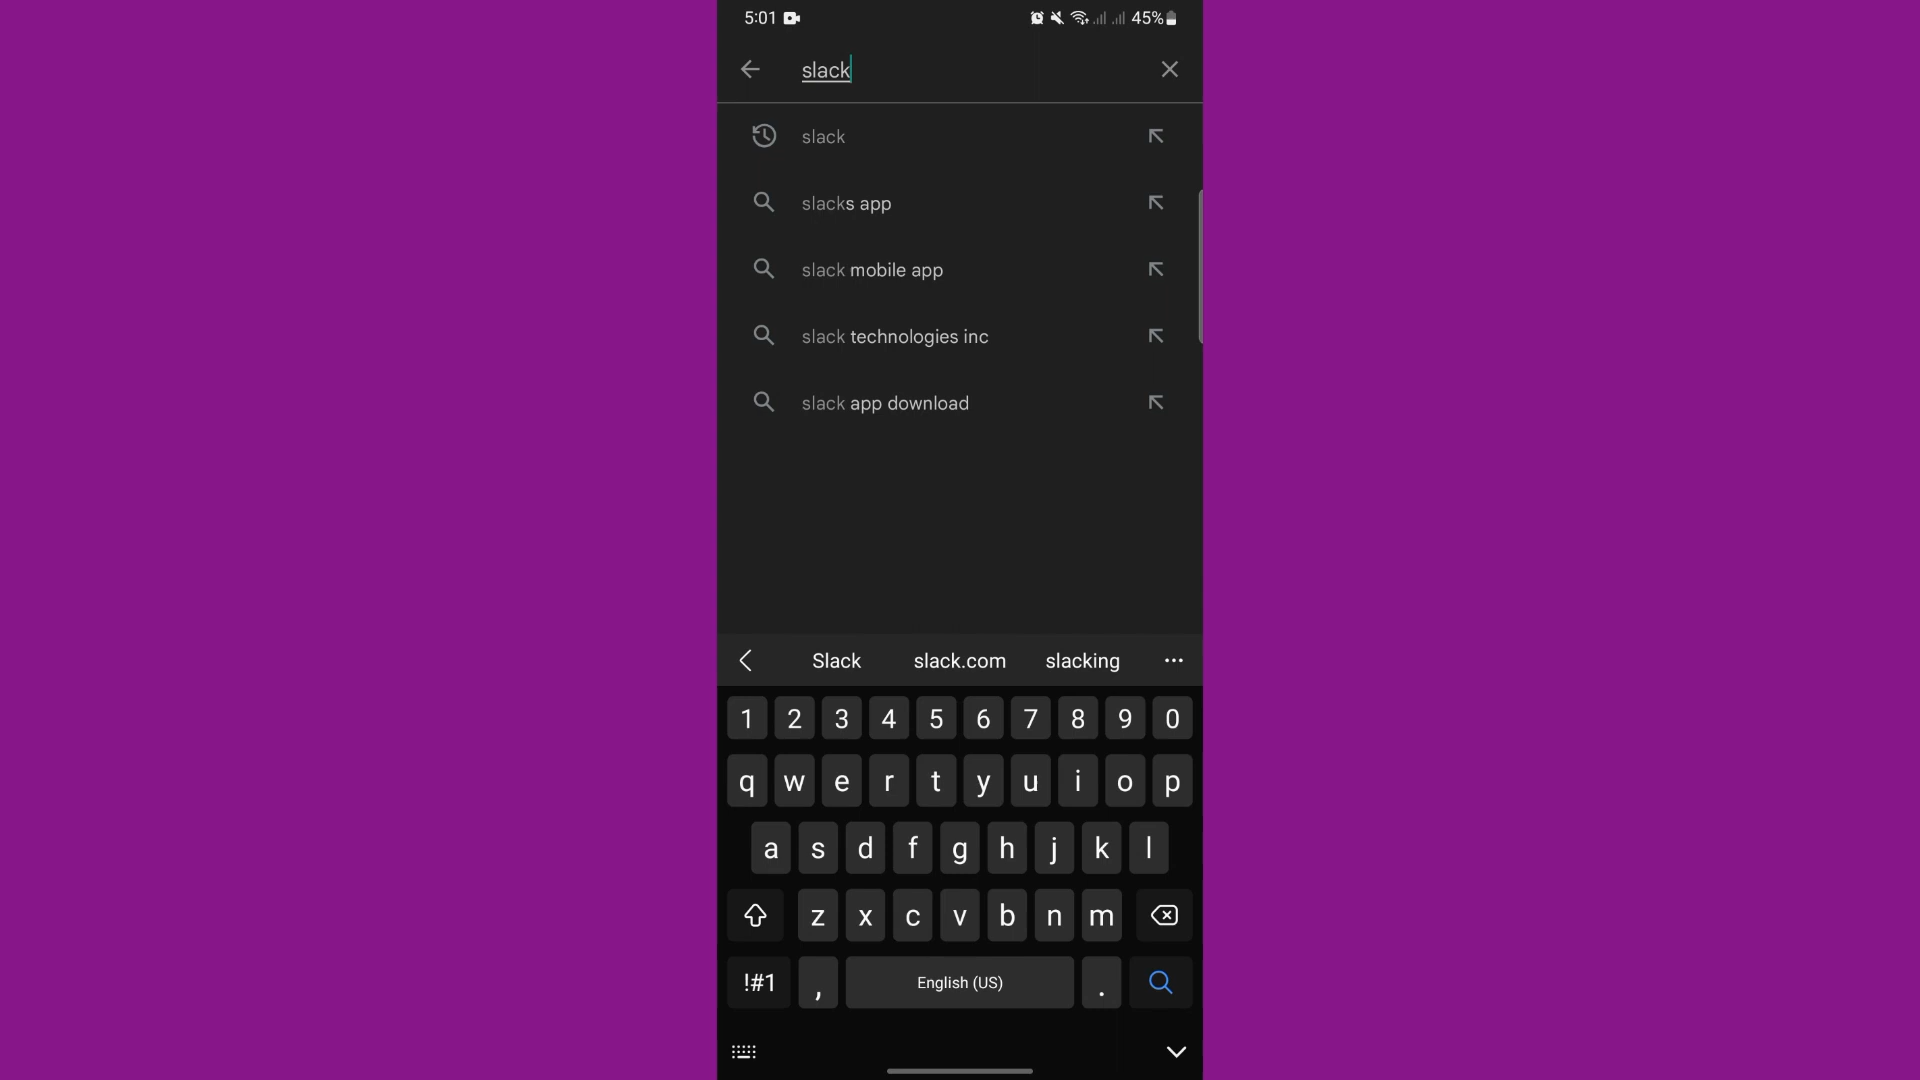 5:01 45%
slack
slack
slacks app
slack mobile app
slack technologies inc
slack app download
Slack slack.com slacking ...
1 2 3 4 5 6 7 8 9 0
q w e r t y u i o p
a s d f g h j k l
z x c v b n m
!#1 , English (US) .